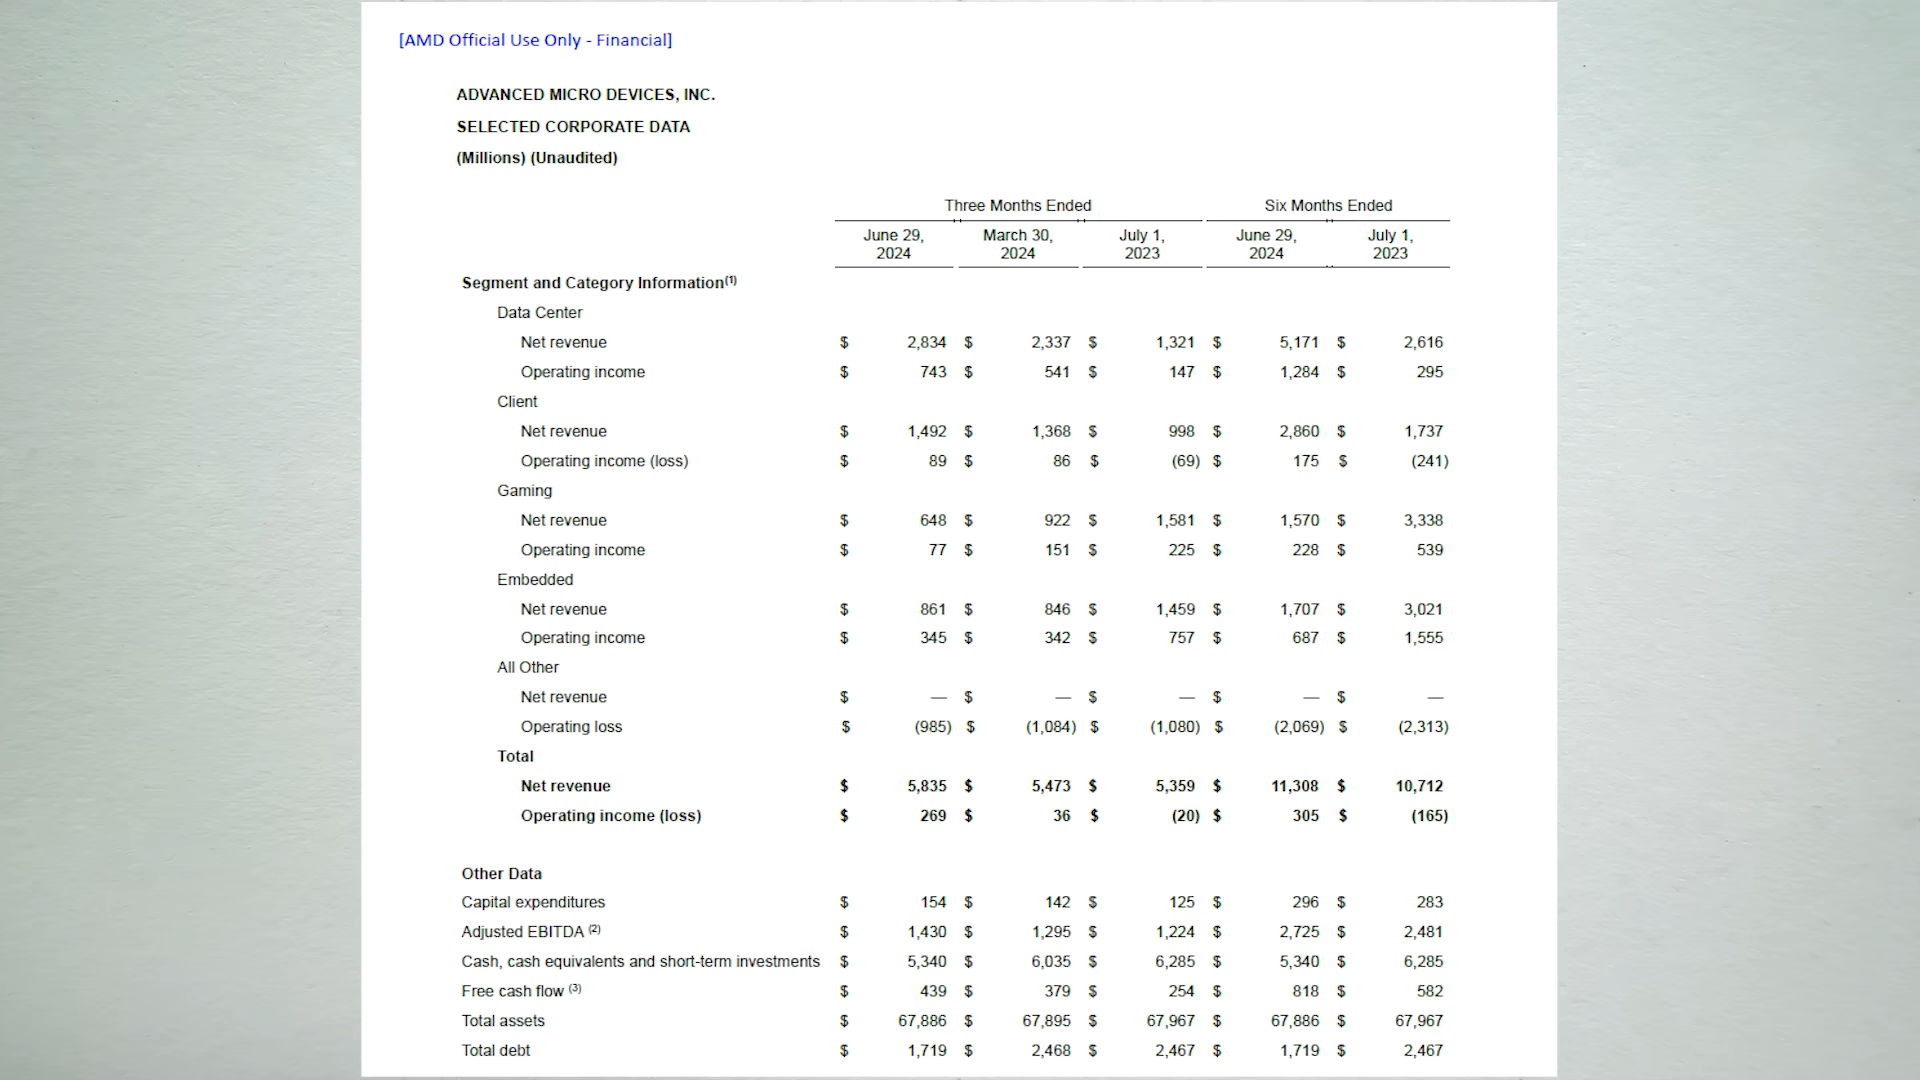 [AMD Official Use Only - Financial]
ADVANCED MICRO DEVICES, INC.
SELECTED CORPORATE DATA
(Millions) (Unaudited)
Three Months Ended Six Months Ended
June 29, 2024 March 30, 2024 July 1, 2023 June 29, 2024 July 1, 2023
Segment and Category Information(1)
Data Center
Net revenue $ 2,834 $ 2,337 $ 1,321 $ 5,171 $ 2,616
Operating income $ 743 $ 541 $ 147 $ 1,284 $ 295
Client
Net revenue $ 1,492 $ 1,368 $ 998 $ 2,860 $ 1,737
Operating income (loss) $ 89 $ 86 $ (69) $ 175 $ (241)
Gaming
Net revenue $ 648 $ 922 $ 1,581 $ 1,570 $ 3,338
Operating income $ 77 $ 151 $ 225 $ 228 $ 539
Embedded
Net revenue $ 861 $ 846 $ 1,459 $ 1,707 $ 3,021
Operating income $ 345 $ 342 $ 757 $ 687 $ 1,555
All Other
Net revenue $ — $ — $ — $ — $ —
Operating loss $ (985) $ (1,084) $ (1,080) $ (2,069) $ (2,313)
Total
Net revenue $ 5,835 $ 5,473 $ 5,359 $ 11,308 $ 10,712
Operating income (loss) $ 269 $ 36 $ (20) $ 305 $ (165)
Other Data
Capital expenditures $ 154 $ 142 $ 125 $ 296 $ 283
Adjusted EBITDA (2) $ 1,430 $ 1,295 $ 1,224 $ 2,725 $ 2,481
Cash, cash equivalents and short-term investments $ 5,340 $ 6,035 $ 6,285 $ 5,340 $ 6,285
Free cash flow (3) $ 439 $ 379 $ 254 $ 818 $ 582
Total assets $ 67,886 $ 67,895 $ 67,967 $ 67,886 $ 67,967
Total debt $ 1,719 $ 2,468 $ 2,467 $ 1,719 $ 2,467